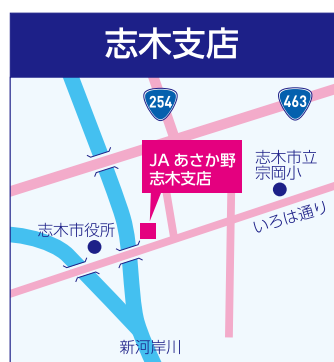 志木支店
254
463
JA あさか野
志木支店
志木市立
宗岡小
いろは通り
志木市役所
新河岸川